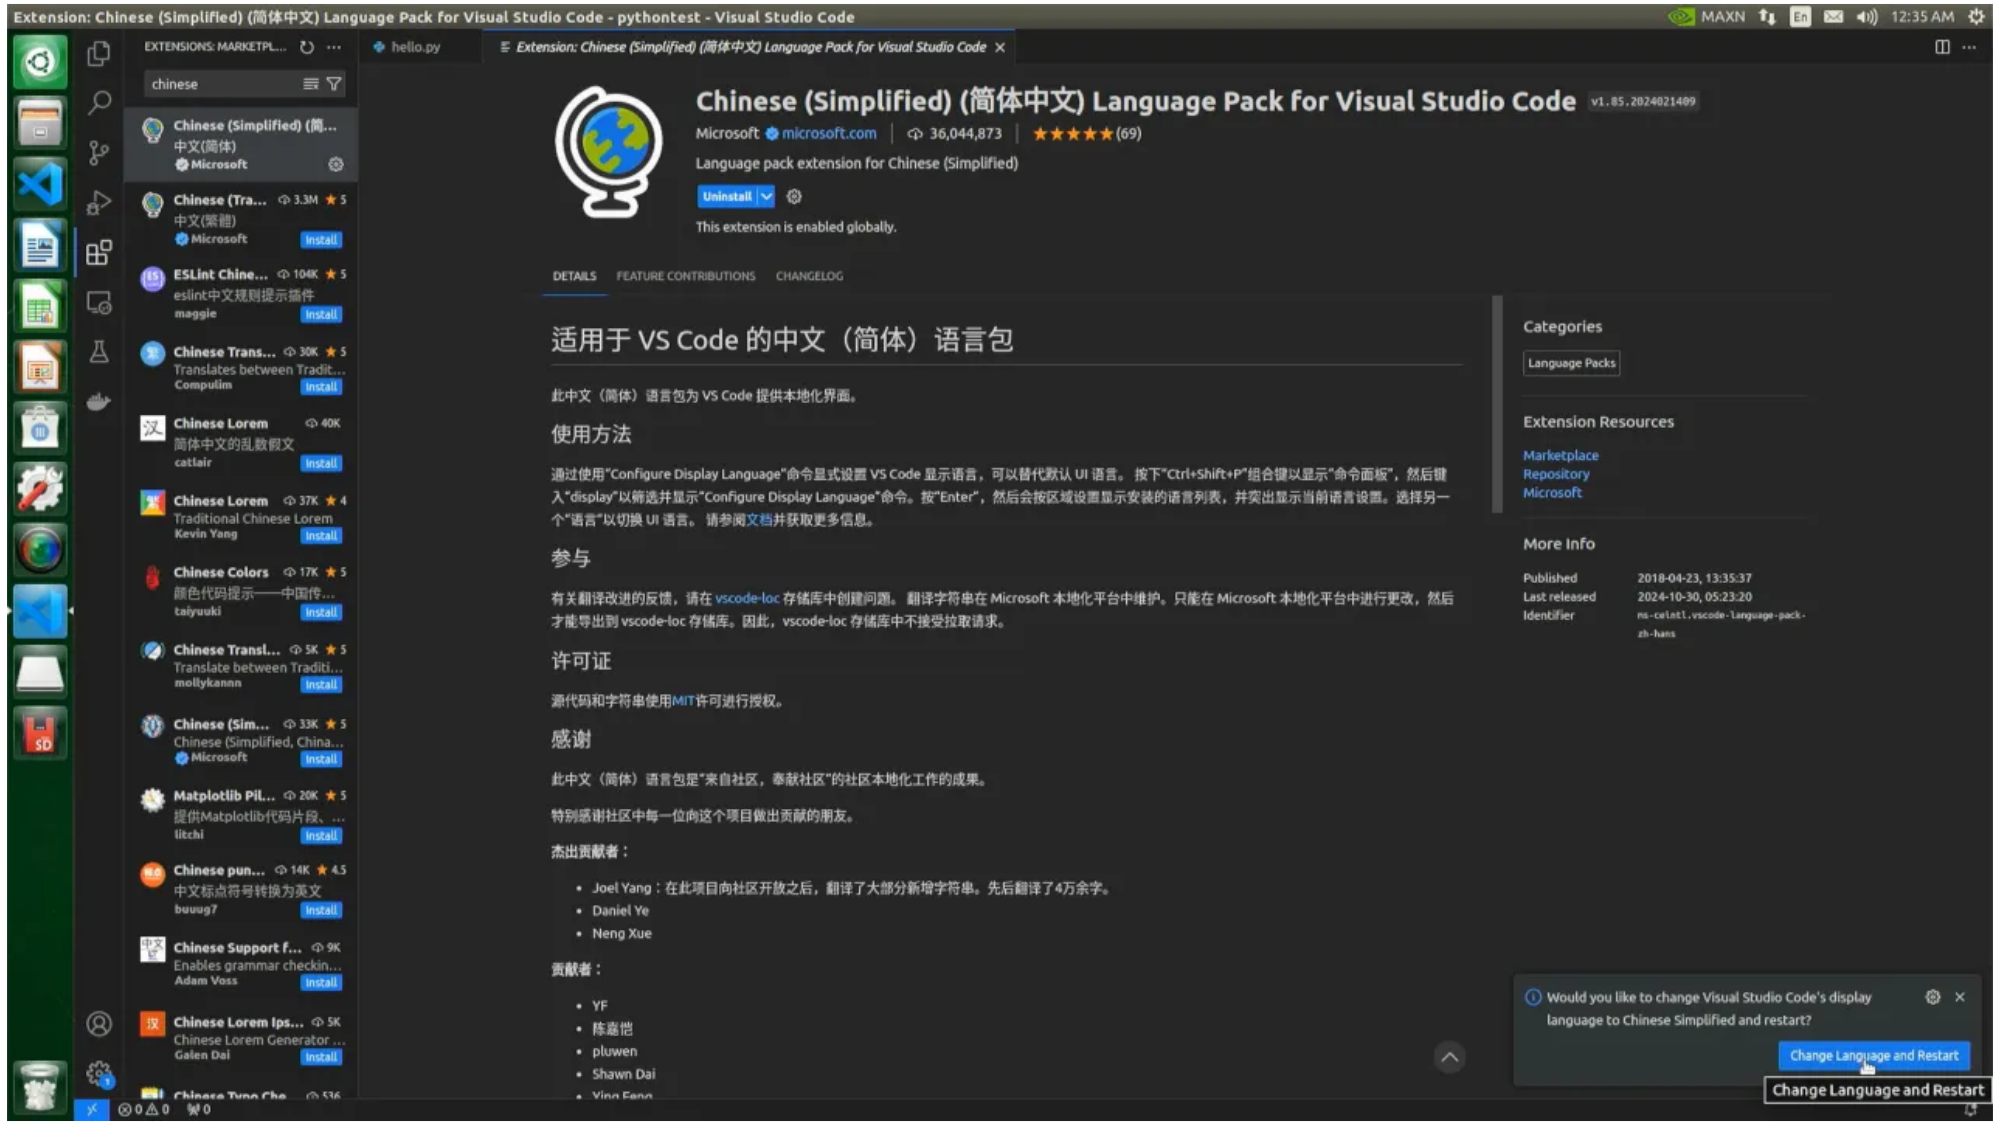 Extension: Chinese (Simplified) (简体中文) Language Pack for Visual Studio Code - pythontest - Visual Studio Code
MAXN En 12:35 AM
EXTENSIONS: MARKETPL...
hello.py
Extension: Chinese (Simplified) (简体中文) Language Pack for Visual Studio Code
chinese
Chinese (Simplified) (简...
中文(简体)
Microsoft
Chinese (Tra... 3.3M 5
中文(繁體)
Microsoft Install
ESLint Chine... 104K 5
eslint中文规则提示插件
maggie Install
Chinese Trans... 30K 5
Translates between Tradit...
Compulim Install
Chinese Lorem 40K
简体中文的乱数假文
catlair Install
Chinese Lorem 37K 4
Traditional Chinese Lorem
Kevin Yang Install
Chinese Colors 17K 5
颜色代码提示——中国传...
taiyuuki Install
Chinese Transl... 5K 5
Translate between Traditi...
mollykannn Install
Chinese (Sim... 33K 5
Chinese (Simplified, China...
Microsoft Install
Matplotlib Pil... 20K 5
提供Matplotlib代码片段、...
litchi Install
Chinese pun... 14K 4.5
中文标点符号转换为英文
buuug7 Install
Chinese Support f... 9K
Enables grammar checkin...
Adam Voss Install
Chinese Lorem Ips... 5K
Chinese Lorem Generator ...
Galen Dai Install
Chinese Typo Che... 536
Chinese (Simplified) (简体中文) Language Pack for Visual Studio Code v1.85.2024021409
Microsoft microsoft.com 36,044,873 (69)
Language pack extension for Chinese (Simplified)
Uninstall
This extension is enabled globally.
DETAILS FEATURE CONTRIBUTIONS CHANGELOG
适用于 VS Code 的中文（简体）语言包
此中文（简体）语言包为 VS Code 提供本地化界面。
使用方法
通过使用“Configure Display Language”命令显式设置 VS Code 显示语言，可以替代默认 UI 语言。 按下“Ctrl+Shift+P”组合键以显示“命令面板”，然后键
入“display”以筛选并显示“Configure Display Language”命令。按“Enter”，然后会按区域设置显示安装的语言列表，并突出显示当前语言设置。选择另一
个“语言”以切换 UI 语言。 请参阅文档并获取更多信息。
参与
有关翻译改进的反馈，请在 vscode-loc 存储库中创建问题。 翻译字符串在 Microsoft 本地化平台中维护。只能在 Microsoft 本地化平台中进行更改，然后
才能导出到 vscode-loc 存储库。因此，vscode-loc 存储库中不接受拉取请求。
许可证
源代码和字符串使用MIT许可进行授权。
感谢
此中文（简体）语言包是“来自社区，奉献社区”的社区本地化工作的成果。
特别感谢社区中每一位向这个项目做出贡献的朋友。
杰出贡献者：
• Joel Yang：在此项目向社区开放之后，翻译了大部分新增字符串。先后翻译了4万余字。
• Daniel Ye
• Neng Xue
贡献者：
• YF
• 陈嘉恺
• pluwen
• Shawn Dai
• Ying Feng
Categories
Language Packs
Extension Resources
Marketplace
Repository
Microsoft
More Info
Published 2018-04-23, 13:35:37
Last released 2024-10-30, 05:23:20
Identifier ms-ceintl.vscode-language-pack-
zh-hans
Would you like to change Visual Studio Code's display
language to Chinese Simplified and restart?
Change Language and Restart
Change Language and Restart
SD
1
0 0 0